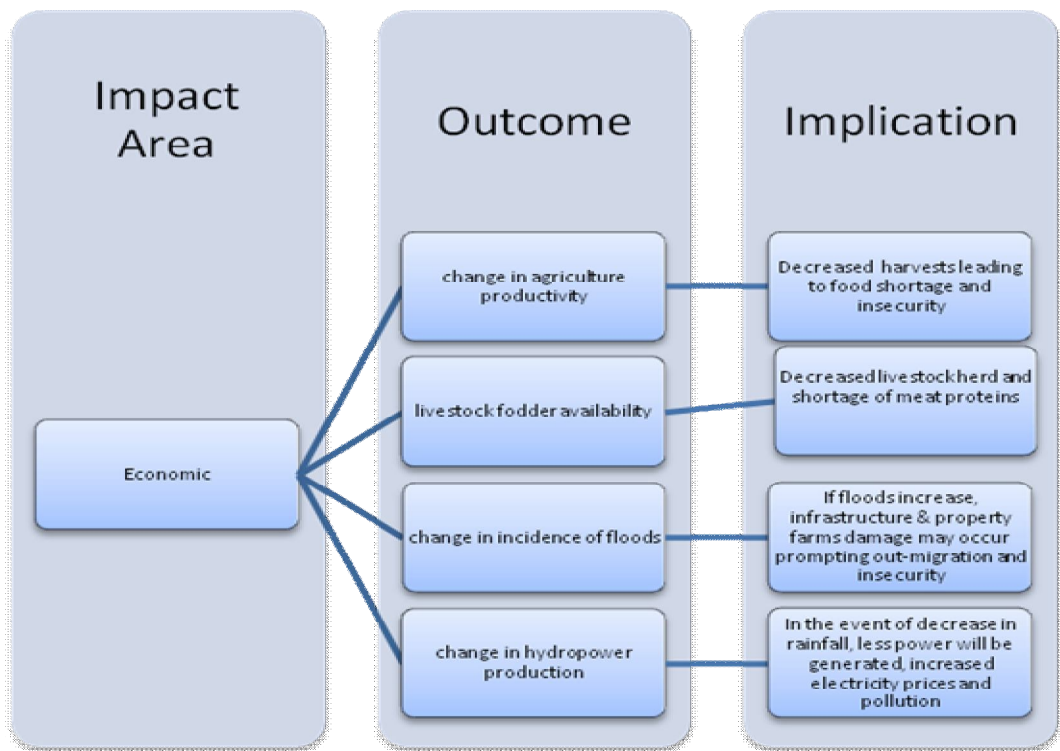 Impact
Area
Outcome
Implication
Economic
change in agriculture
productivity
livestock fodder availability
change in incidence of floods
change in hydropower
production
Decreased harvests leading
to food shortage and
insecurity
Decreased livestock herd and
shortage of meat proteins
If floods increase,
infrastructure & property
farms damage may occur
prompting out-migration and
insecurity
In the event of decrease in
rainfall, less power will be
generated, increased
electricity prices and
pollution